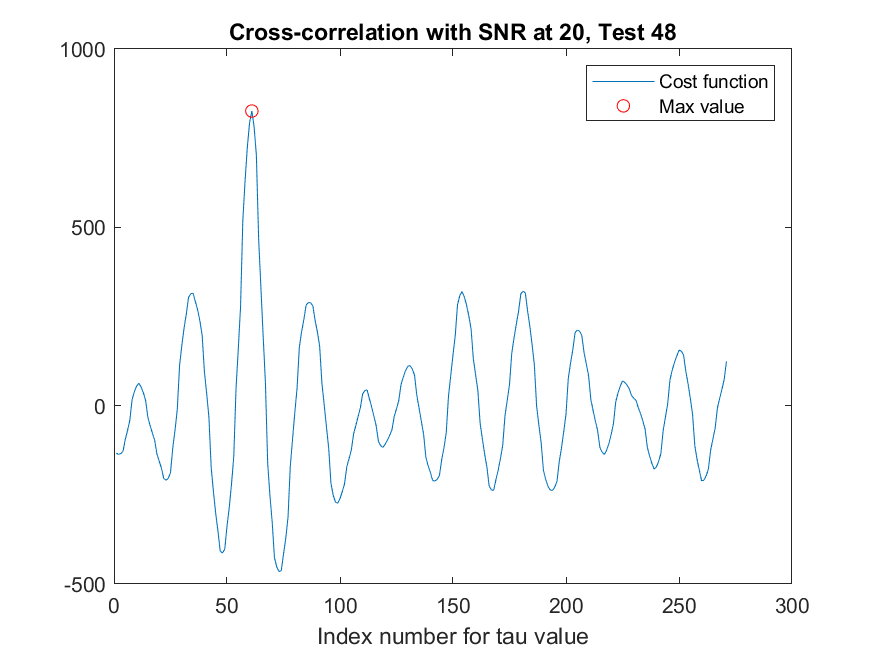 Cross-correlation with SNR at 20, Test 48
1000
500
0
-500
Cost function
Max value
0 50 100 150 200 250 300
Index number for tau value